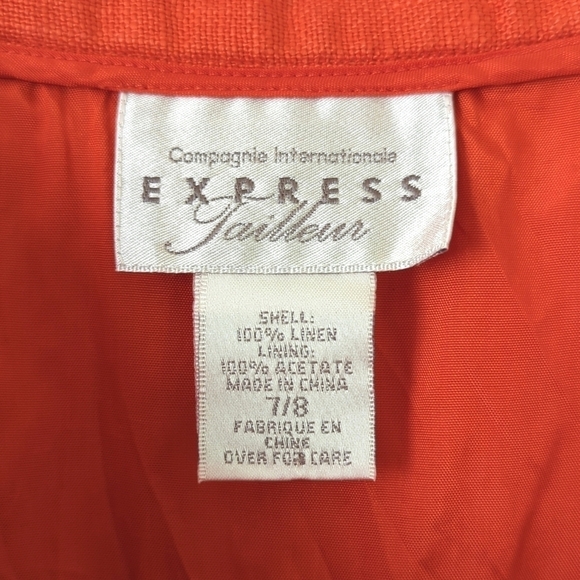 Compagnie Internationale
EXPRESS
Tailleur
SHELL:
100% LINEN
LINING:
100% ACETATE
MADE IN CHINA
7/8
FABRIQUE EN
CHINE
OVER FOR CARE